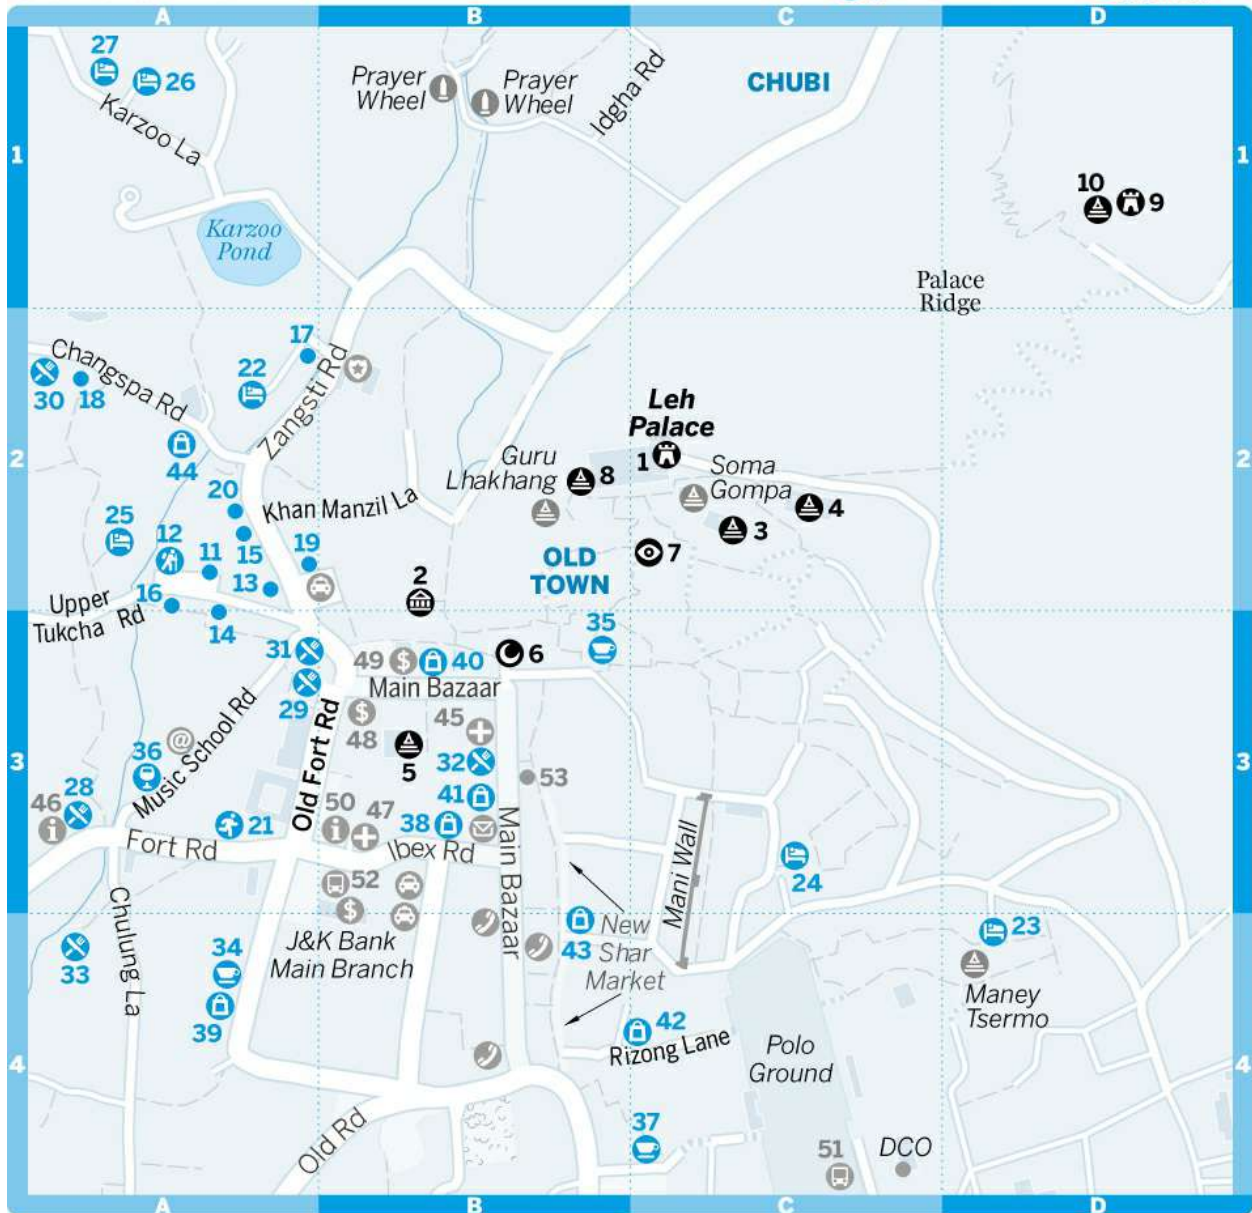 A
B
C
D
27
26
Prayer
Wheel
Prayer
Wheel
Idgha Rd
CHUBI
Karzoo La
1
1
10
9
Karzoo
Pond
Palace
Ridge
17
Changspa Rd
22
30
18
Zangsti Rd
Leh
Palace
44
2
2
Guru
Lhakhang
8
1
Soma
Gompa
20
Khan Manzil La
4
3
25
12
11
15
19
OLD
TOWN
7
16
13
2
Upper
Tukcha Rd
14
35
31
49
40
6
Main Bazaar
29
Music School Rd
Old Fort Rd
48
45
36
5
32
3
3
53
28
46
41
50
47
38
21
Fort Rd
Ibex Rd
Main Bazaar
Mani Wall
24
52
Chulung La
J&K Bank
Main Branch
43
New
Shar
Market
23
33
34
39
Maney
Tsermo
42
Rizong Lane
Polo
Ground
4
4
Old Rd
37
51
DCO
A
B
C
D